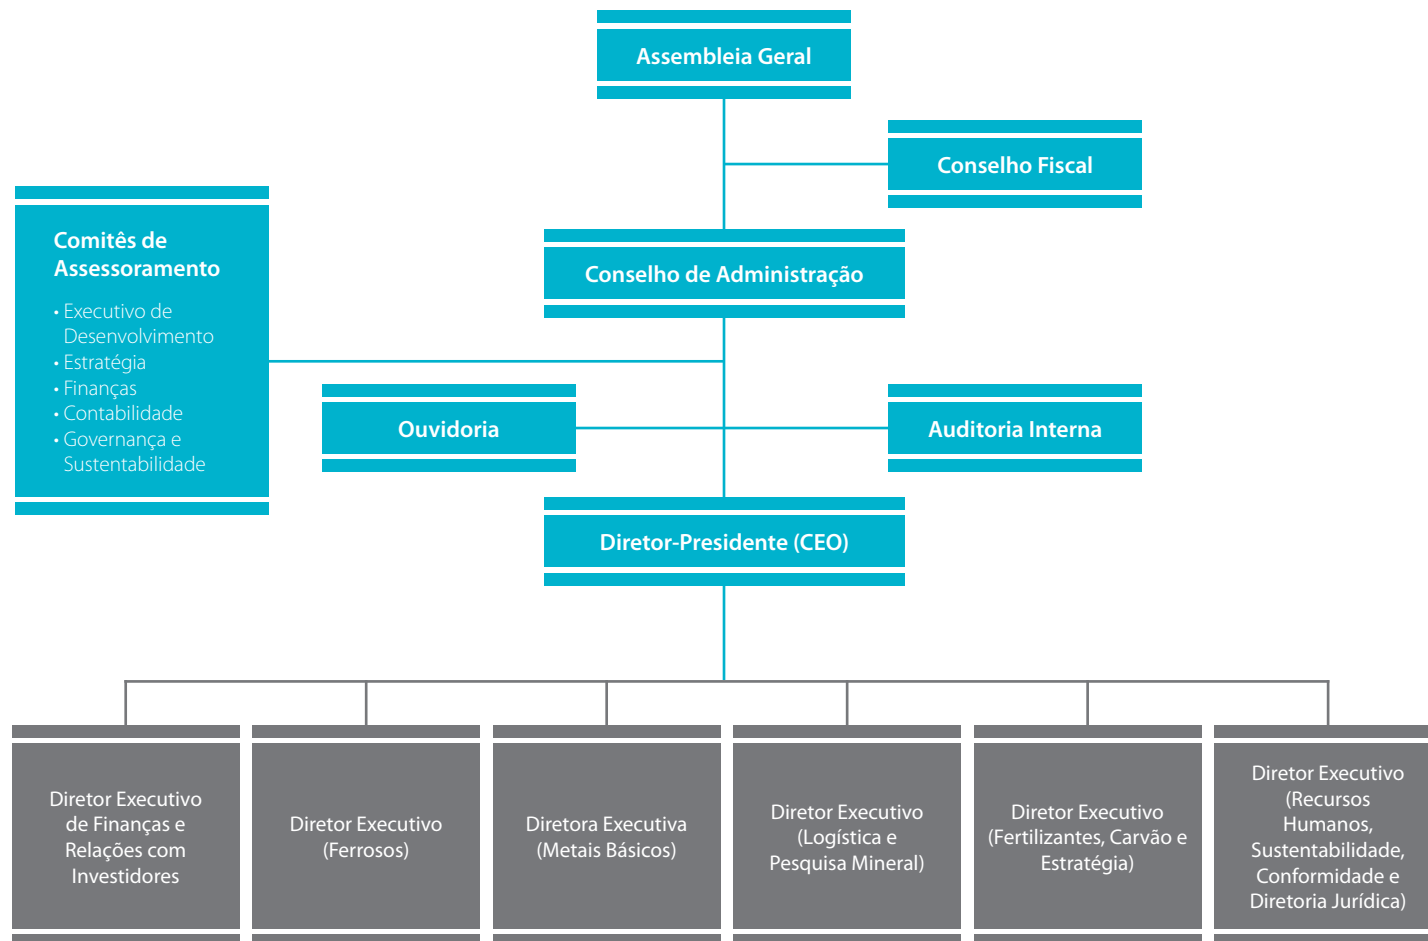 Assembleia Geral
Conselho Fiscal
Comitês de
Assessoramento
• Executivo de
Desenvolvimento
• Estratégia
• Finanças
• Contabilidade
• Governança e
Sustentabilidade
Conselho de Administração
Ouvidoria
Auditoria Interna
Diretor-Presidente (CEO)
Diretor Executivo
de Finanças e
Relações com
Investidores
Diretor Executivo
(Ferrosos)
Diretora Executiva
(Metais Básicos)
Diretor Executivo
(Logística e
Pesquisa Mineral)
Diretor Executivo
(Fertilizantes, Carvão e
Estratégia)
Diretor Executivo
(Recursos
Humanos,
Sustentabilidade,
Conformidade e
Diretoria Jurídica)